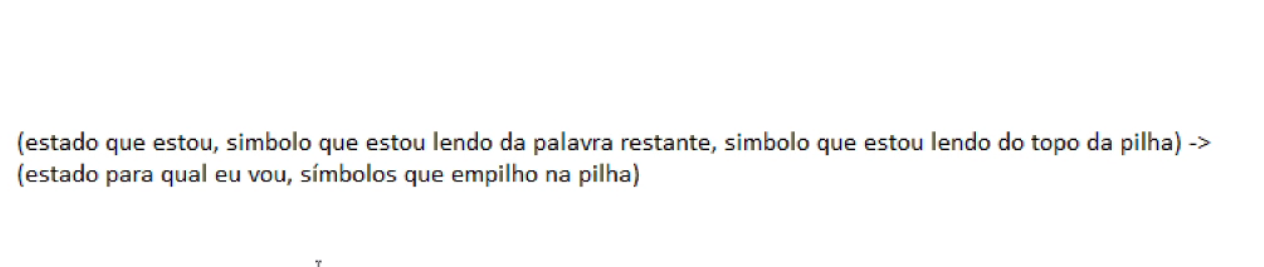 (estado que estou, simbolo que estou lendo da palavra restante, simbolo que estou lendo do topo da pilha) ->
(estado para qual eu vou, símbolos que empilho na pilha)